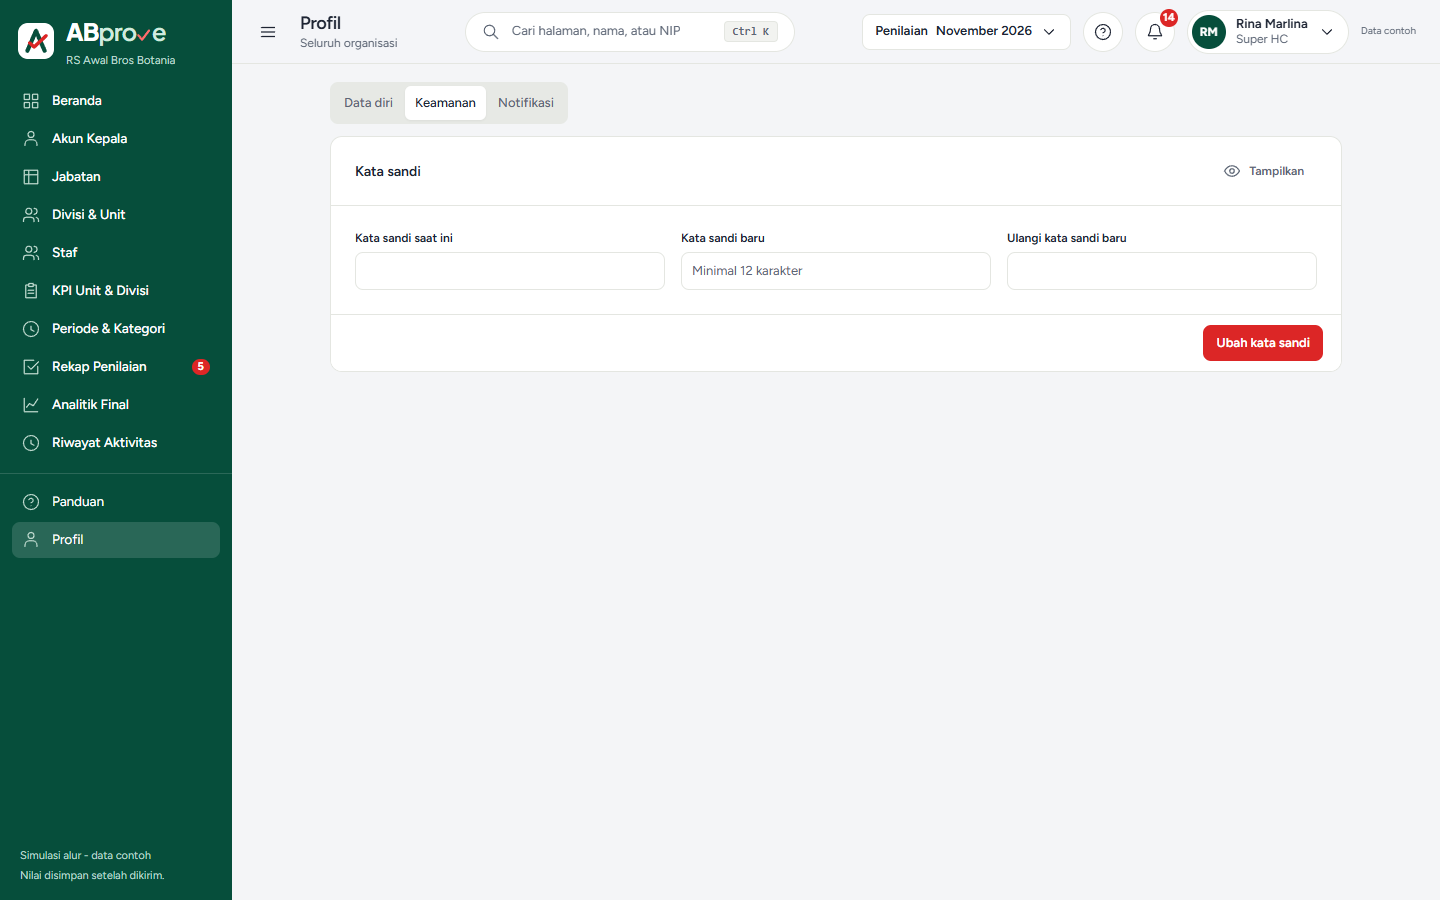 ABprove
RS Awal Bros Botania
Beranda
Akun Kepala
Jabatan
Divisi & Unit
Staf
KPI Unit & Divisi
Periode & Kategori
Rekap Penilaian 5
Analitik Final
Riwayat Aktivitas
Panduan
Profil
Simulasi alur - data contoh
Nilai disimpan setelah dikirim.
Profil
Seluruh organisasi
Cari halaman, nama, atau NIP Ctrl K
Penilaian November 2026
14
RM
Rina Marlina
Super HC
Data contoh
Data diri Keamanan Notifikasi
Kata sandi Tampilkan
Kata sandi saat ini Kata sandi baru Ulangi kata sandi baru
Minimal 12 karakter
Ubah kata sandi